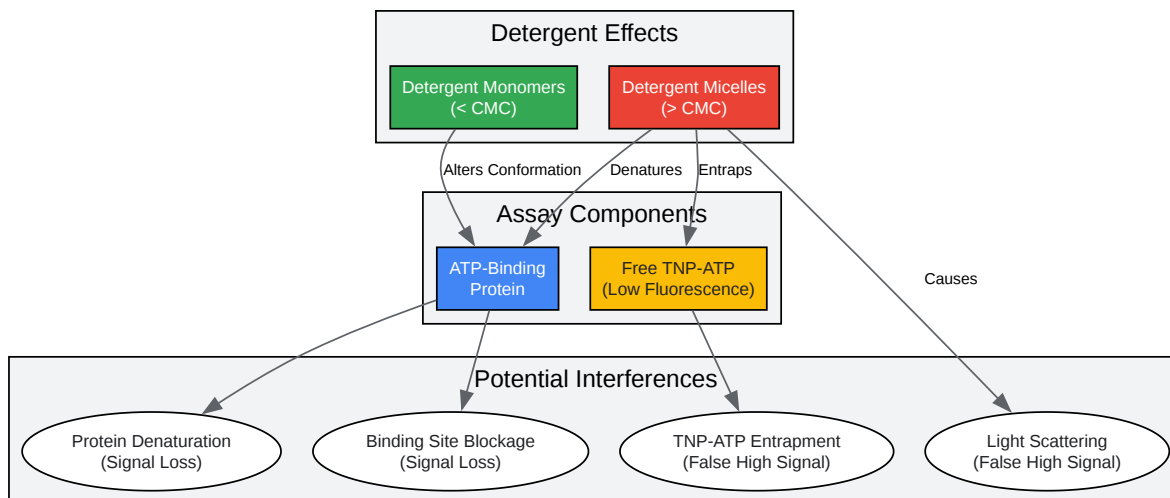 Detergent Effects
Detergent Monomers
(< CMC)
Detergent Micelles
(> CMC)
Alters Conformation
Denatures
Entraps
Assay Components
ATP-Binding
Protein
Free TNP-ATP
(Low Fluorescence)
Causes
Potential Interferences
Protein Denaturation
(Signal Loss)
Binding Site Blockage
(Signal Loss)
TNP-ATP Entrapment
(False High Signal)
Light Scattering
(False High Signal)